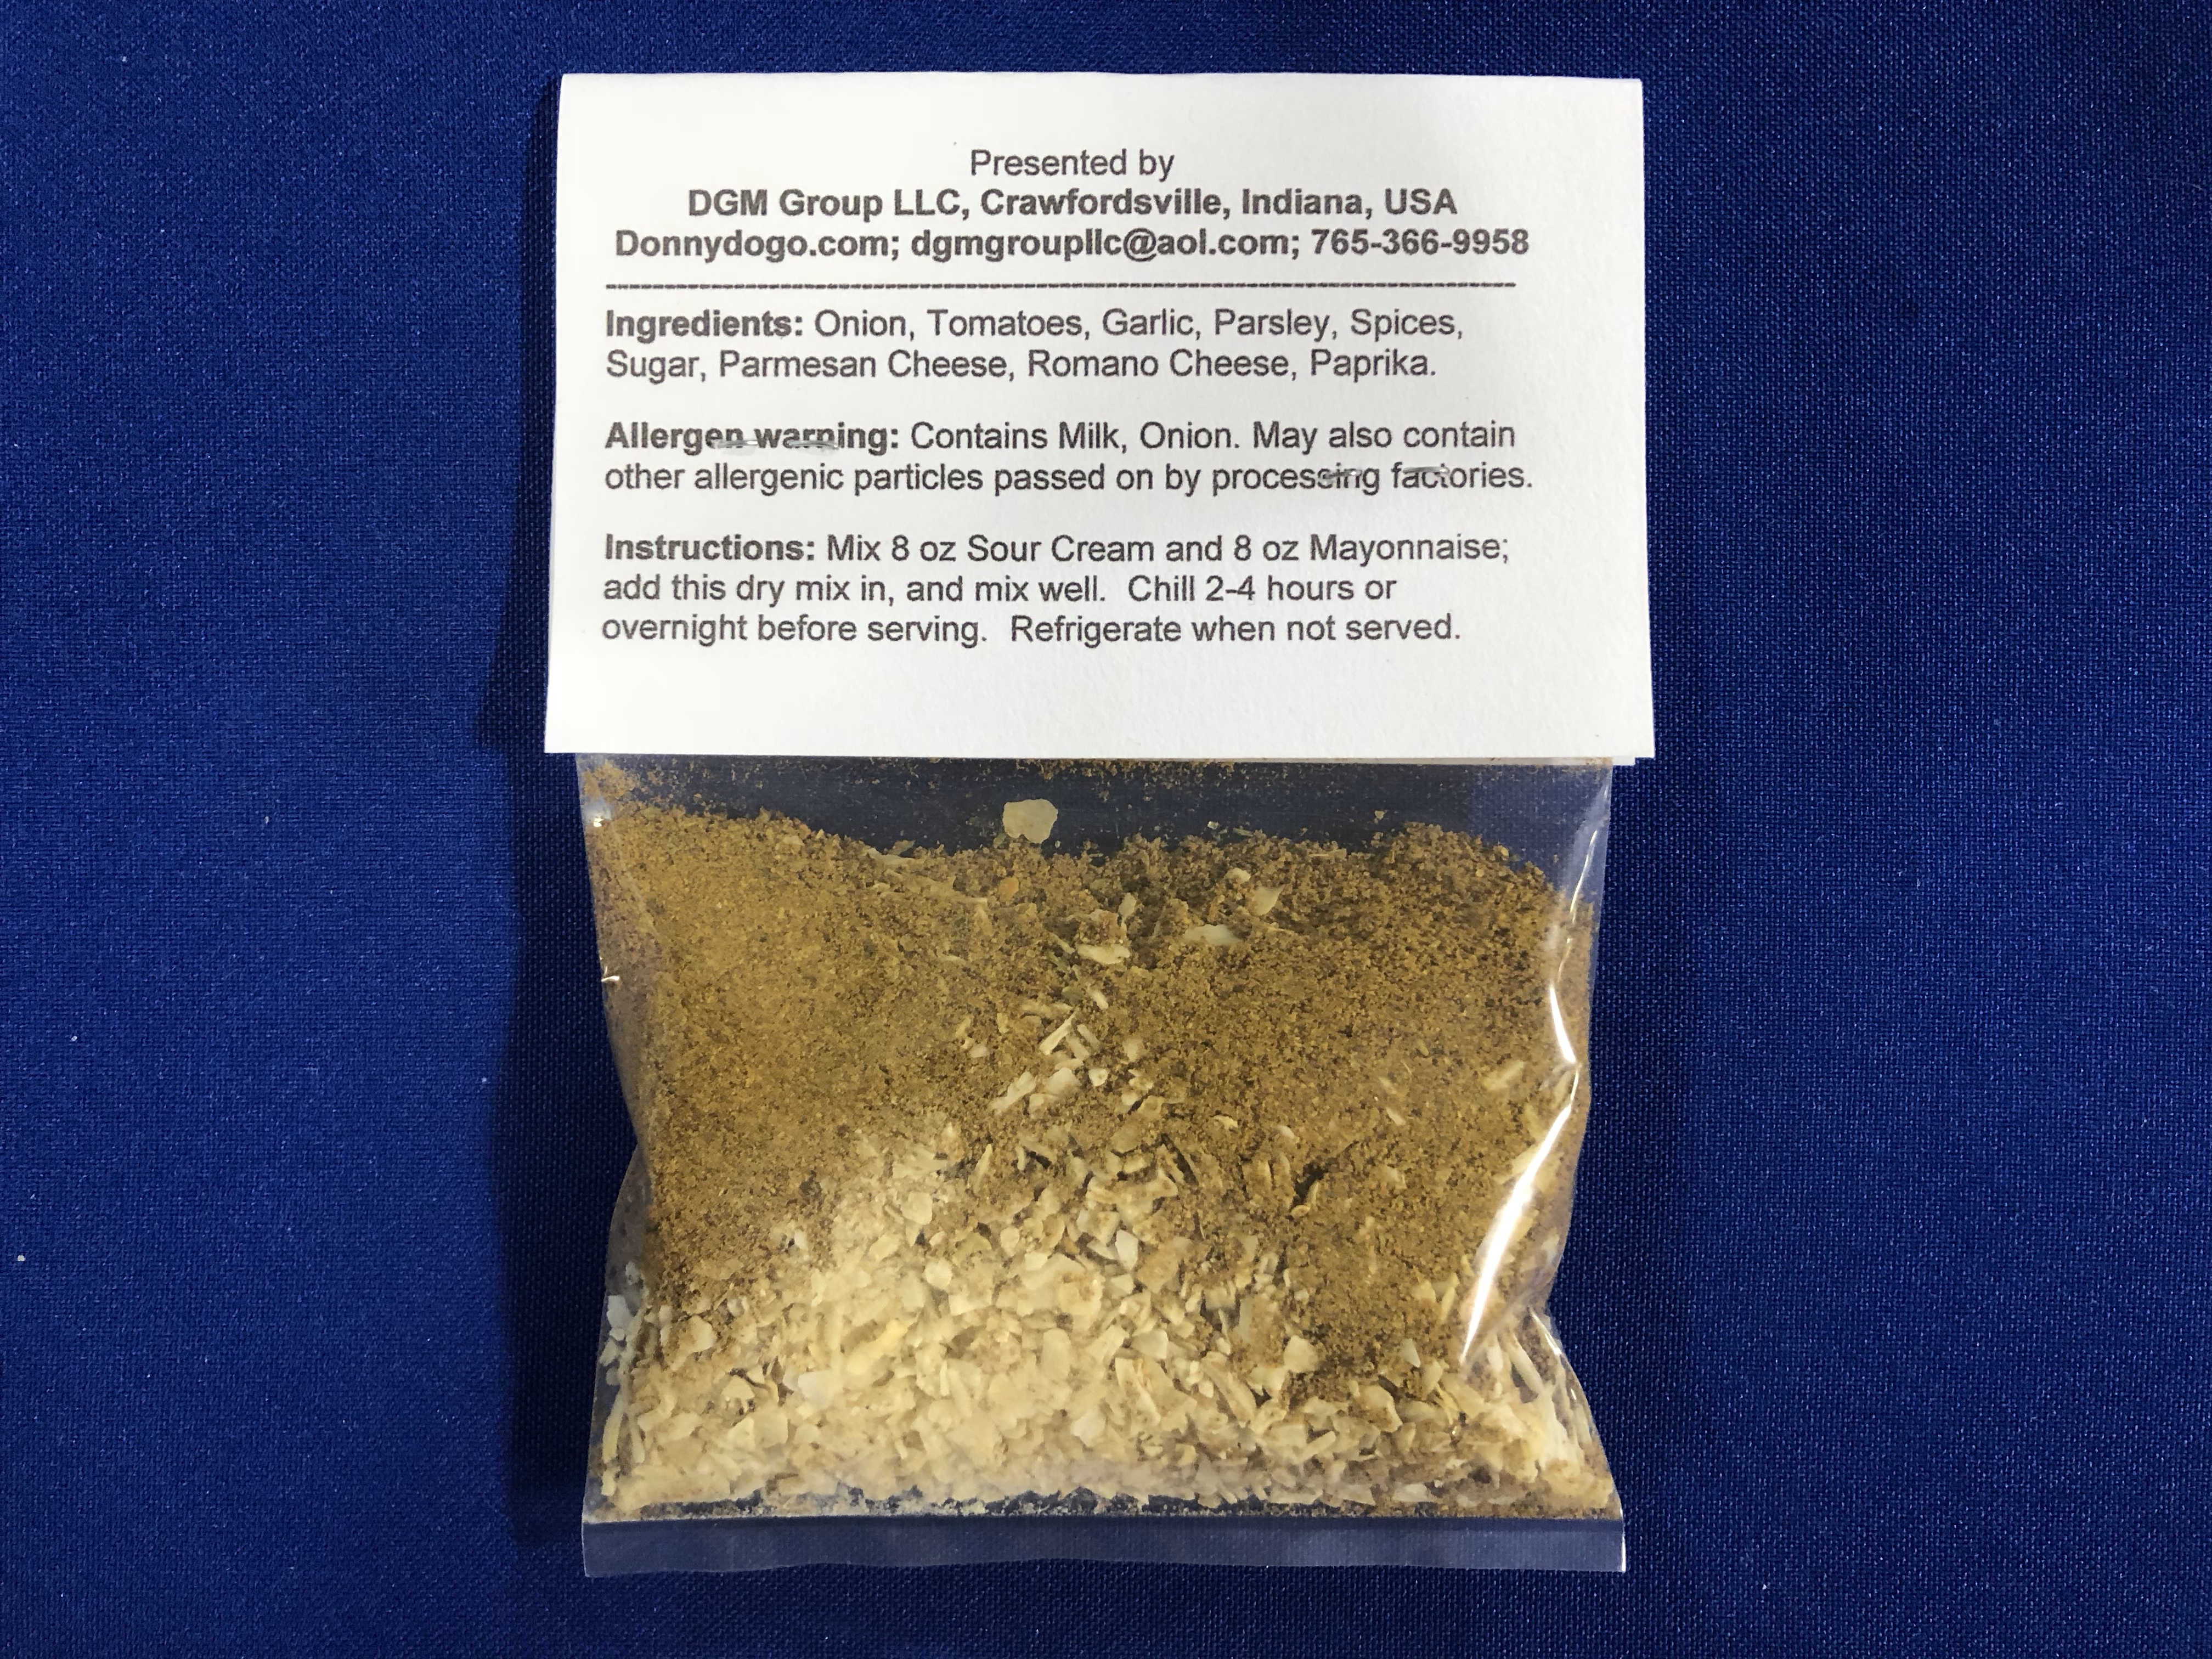 Presented by
DGM Group LLC, Crawfordsville, Indiana, USA
Donnydogo.com; dgmgroupllc@aol.com; 765-366-9958
Ingredients: Onion, Tomatoes, Garlic, Parsley, Spices,
Sugar, Parmesan Cheese, Romano Cheese, Paprika.
Allergen warning: Contains Milk, Onion. May also contain
other allergenic particles passed on by processing factories.
Instructions: Mix 8 oz Sour Cream and 8 oz Mayonnaise;
add this dry mix in, and mix well. Chill 2-4 hours or
overnight before serving. Refrigerate when not served.